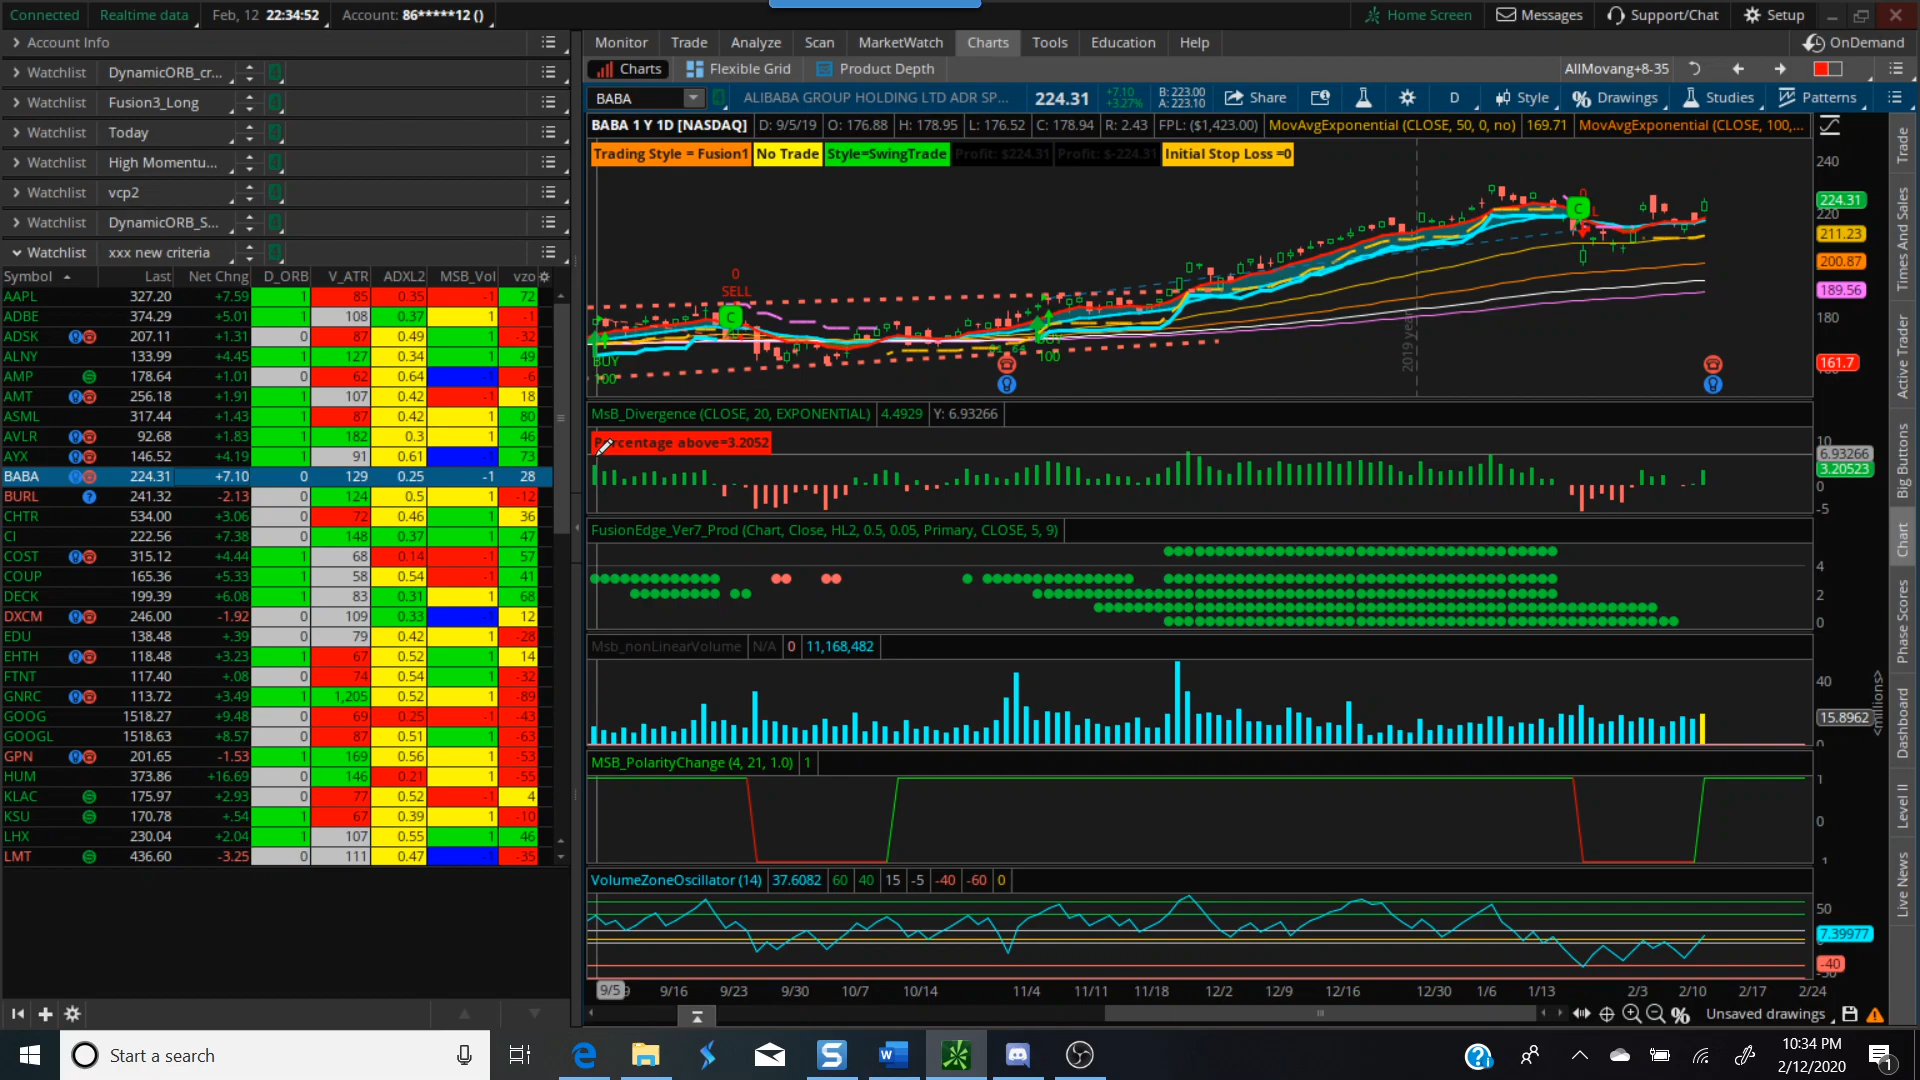 Connected Realtime data Feb, 12 22:34:52 Account: 86*****12 () Home Screen Messages Support/Chat Setup
Account Info
Watchlist DynamicORB_cr...
Watchlist Fusion3_Long
Watchlist Today
Watchlist High Momentu...
Watchlist vcp2
Watchlist DynamicORB_S...
Watchlist xxx new criteria
Symbol Last Net Chng D_ORB V_ATR ADXL2 MSB_Vol vzo
AAPL 327.20 +7.59 1 85 0.35 -1 72
ADBE 374.29 +5.01 1 108 0.37 1 -1
ADSK 207.11 +1.31 0 87 0.49 1 -32
ALNY 133.99 +4.45 1 127 0.34 1 49
AMP 178.64 +1.01 0 62 0.64 -1 -6
AMT 256.18 +1.91 0 107 0.42 -1 18
ASML 317.44 +1.43 0 87 0.42 1 80
AVLR 92.68 +1.83 1 182 0.3 1 46
AYX 146.52 +4.19 1 91 0.61 -1 73
BABA 224.31 +7.10 0 129 0.25 -1 28
BURL 241.32 -2.13 0 124 0.5 1 -12
CHTR 534.00 +3.06 0 72 0.46 1 36
CI 222.56 +7.38 1 148 0.37 1 47
COST 315.12 +4.44 1 68 0.14 -1 57
COUP 165.36 +5.33 1 58 0.54 -1 41
DECK 199.39 +6.08 1 83 0.31 1 68
DXCM 246.00 -1.92 0 109 0.33 -1 12
EDU 138.48 +.39 0 79 0.42 1 -28
EHTH 118.48 +3.23 1 67 0.52 1 14
FTNT 117.40 +.08 0 74 0.54 1 -32
GNRC 113.72 +3.49 1 1,205 0.52 1 -89
GOOG 1518.27 +9.48 0 69 0.25 -1 -43
GOOGL 1518.63 +8.57 0 87 0.51 1 -63
GPN 201.65 -1.53 1 169 0.56 1 -53
HUM 373.86 +16.69 0 146 0.21 1 -55
KLAC 175.97 +2.93 0 77 0.52 -1 4
KSU 170.78 +.54 1 67 0.39 1 -10
LHX 230.04 +2.04 1 107 0.55 1 46
LMT 436.60 -3.25 0 111 0.47 -1 -35
Monitor Trade Analyze Scan MarketWatch Charts Tools Education Help OnDemand
Charts Flexible Grid Product Depth AllMovang+8-35
BABA ALIBABA GROUP HOLDING LTD ADR SP... 224.31 +7.10 +3.27% B: 223.00 A: 223.10 Share D Style Drawings Studies Patterns
BABA 1 Y 1D [NASDAQ] D: 9/5/19 O: 176.88 H: 178.95 L: 176.52 C: 178.94 R: 2.43 FPL: ($1,423.00) MovAvgExponential (CLOSE, 50, 0, no) 169.71 MovAvgExponential (CLOSE, 100,...
Trading Style = Fusion1 No Trade Style=SwingTrade Profit: $224.31 Profit: $-224.31 Initial Stop Loss =0
240
224.31
220
211.23
200.87
189.56
180
161.7
0
SELL
C
BUY
100
BUY
100
0
C
2019 year
MsB_Divergence (CLOSE, 20, EXPONENTIAL) 4.4929 Y: 6.93266
Percentage above=3.2052
10
6.93266
3.20523
0
-5
FusionEdge_Ver7_Prod (Chart, Close, HL2, 0.5, 0.05, Primary, CLOSE, 5, 9)
4
2
0
Msb_nonLinearVolume N/A 0 11,168,482
40
15.8962
0
<millions>
MSB_PolarityChange (4, 21, 1.0) 1
1
0
VolumeZoneOscillator (14) 37.6082 60 40 15 -5 -40 -60 0
50
7.39977
-40
9/5 9/16 9/23 9/30 10/7 10/14 11/4 11/11 11/18 12/2 12/9 12/16 12/30 1/6 1/13 2/3 2/10 2/17 2/24
Unsaved drawings
Trade
Times And Sales
Active Trader
Big Buttons
Chart
Phase Scores
Dashboard
Level II
Live News
Start a search
10:34 PM
2/12/2020
1